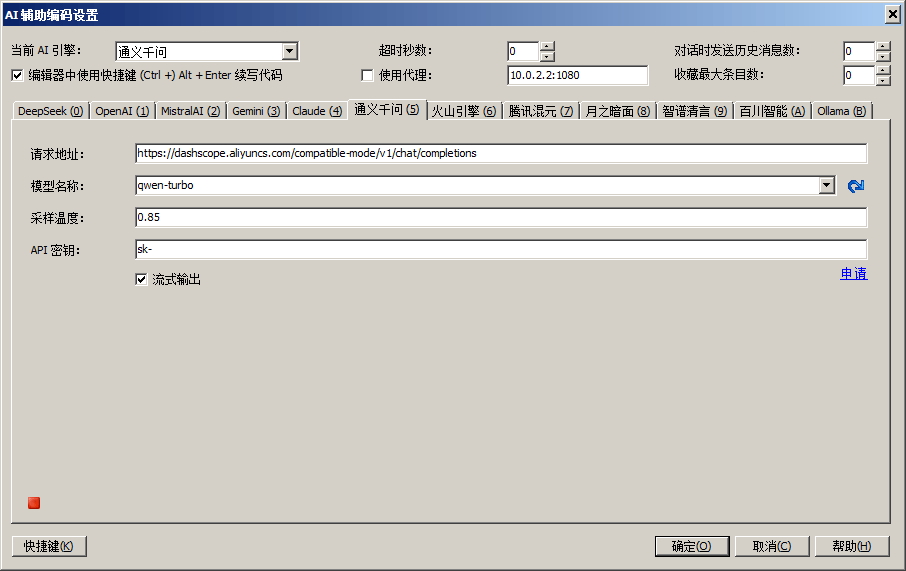 AI 辅助编码设置
当前 AI 引擎: 通义千问 超时秒数: 0 对话时发送历史消息数: 0
编辑器中使用快捷键 (Ctrl +) Alt + Enter 续写代码 使用代理: 10.0.2.2:1080 收藏最大条目数: 0
DeepSeek (0) OpenAI (1) MistralAI (2) Gemini (3) Claude (4) 通义千问 (5) 火山引擎 (6) 腾讯混元 (7) 月之暗面 (8) 智谱清言 (9) 百川智能 (A) Ollama (B)
请求地址: https://dashscope.aliyuncs.com/compatible-mode/v1/chat/completions
模型名称: qwen-turbo
采样温度: 0.85
API 密钥: sk-
流式输出 申请
快捷键(K) 确定(O) 取消(C) 帮助(H)